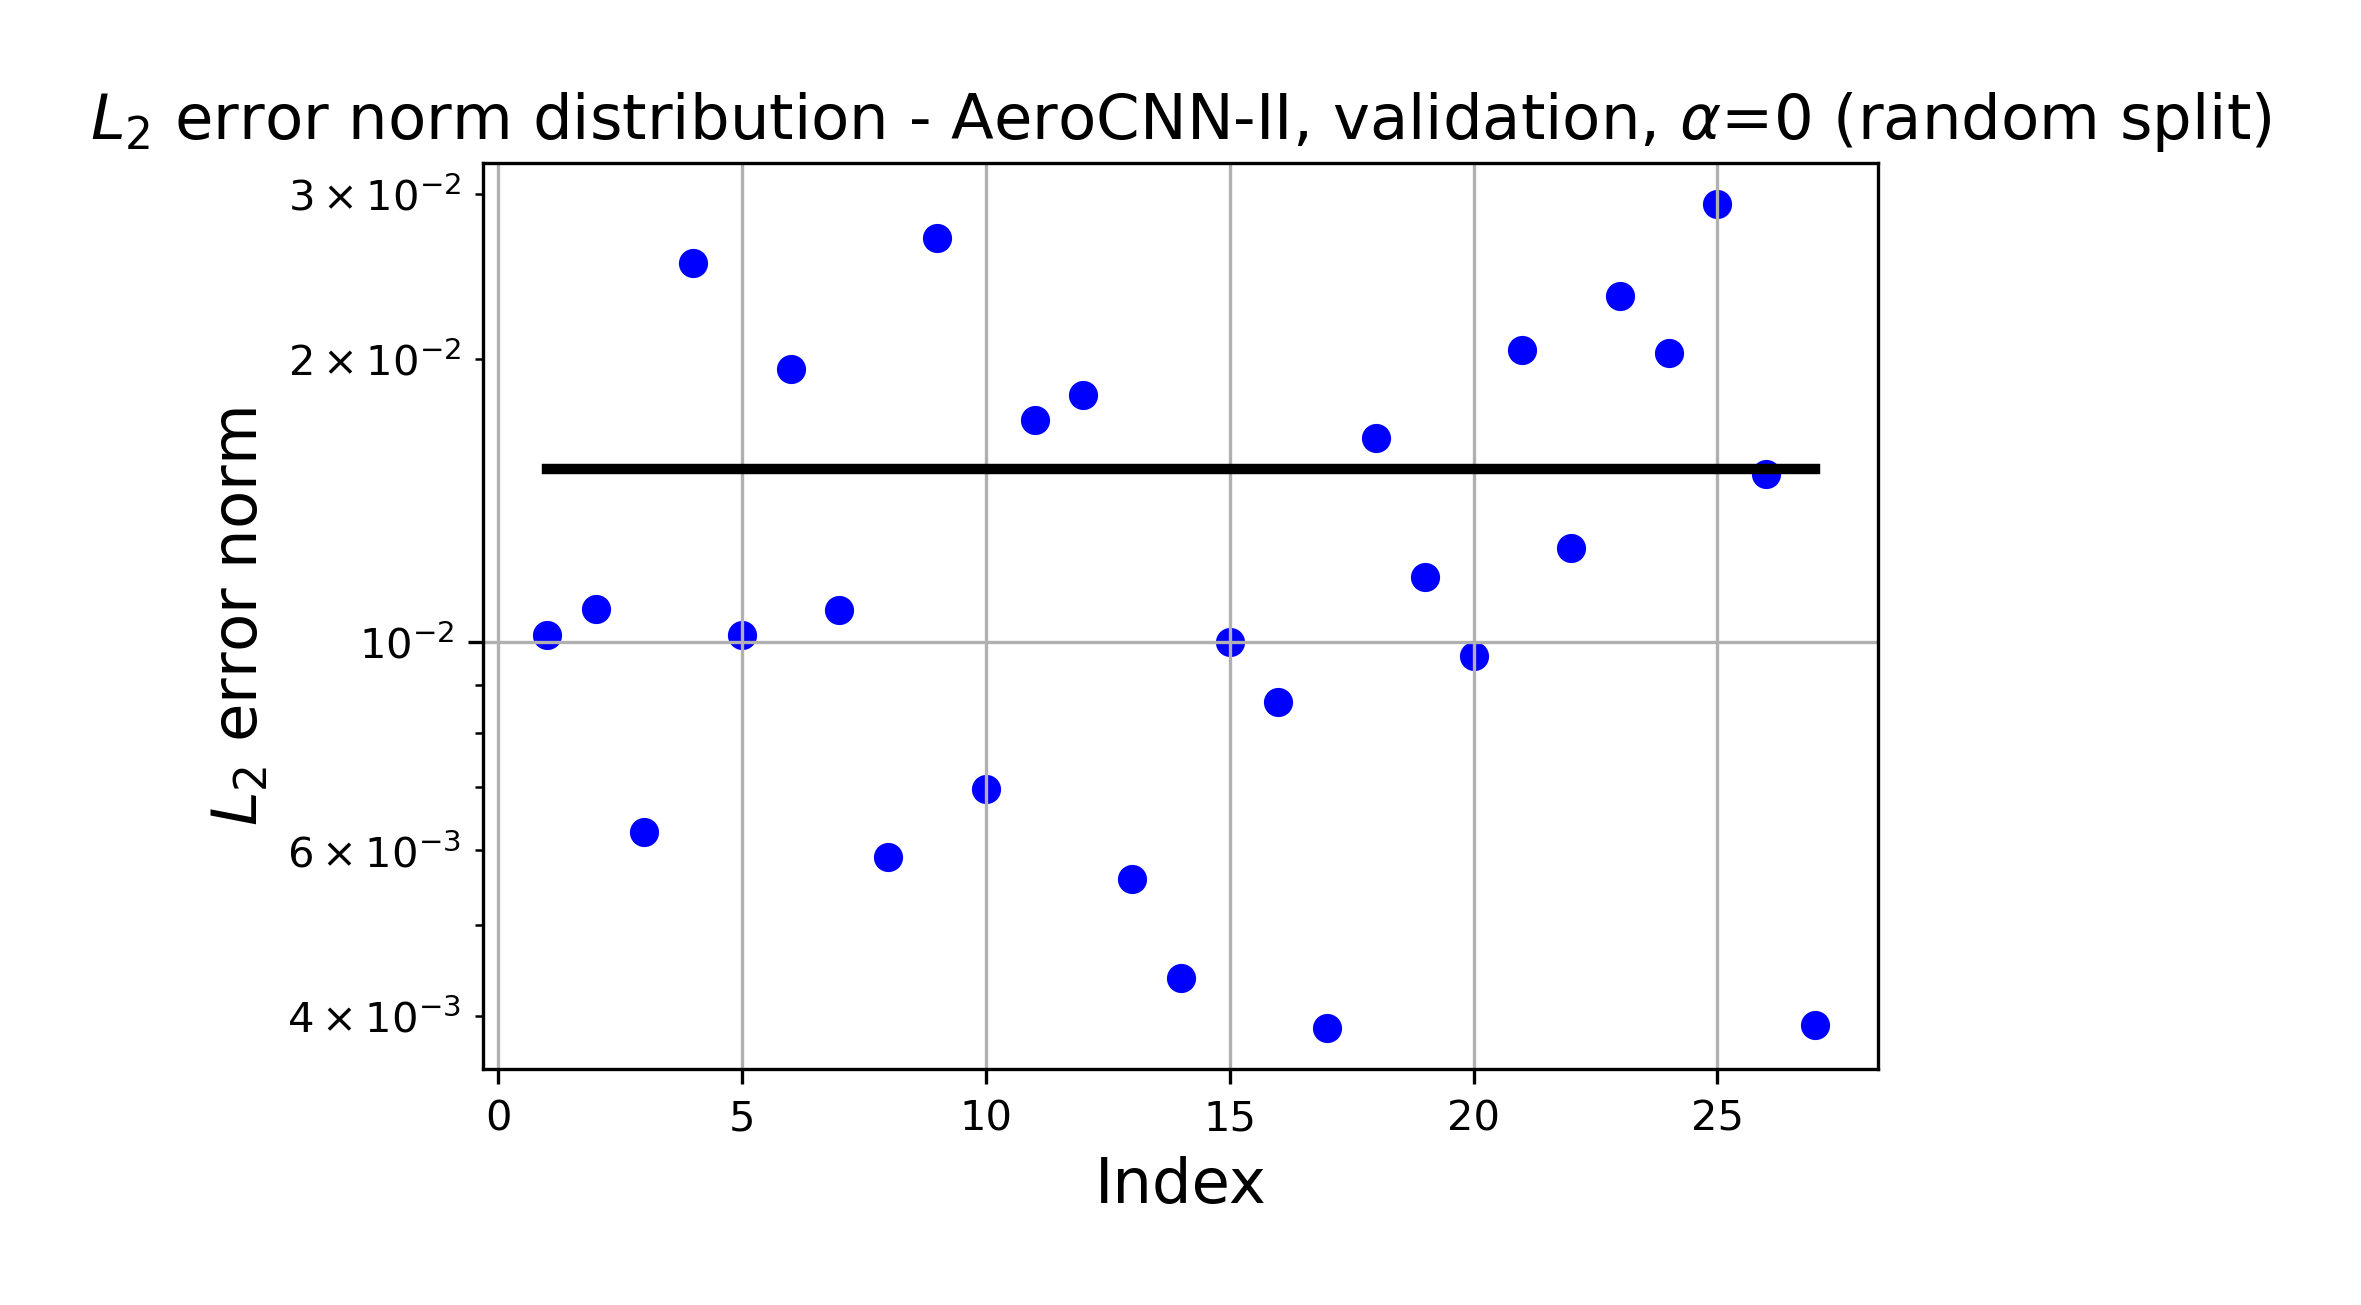 L₂ error norm distribution - AeroCNN-II, validation, α=0 (random split)
3 × 10⁻²
2 × 10⁻²
10⁻²
6 × 10⁻³
4 × 10⁻³
L₂ error norm
0 5 10 15 20 25
Index